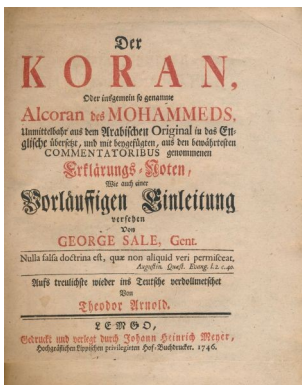 Der
KORAN,
Oder insgemein so genannte
Alcoran des MOHAMMEDS,
Unmittelbahr aus dem Arabischen Original in das En-
glische übersetzt, und mit beygefügten, aus den bewährtesten
COMMENTATORIBUS genommenen
Erklärungs-Noten,
Wie auch einer
Vorläuffigen Einleitung
versehen
Von
GEORGE SALE, Gent.
Nulla falsa doctrina est, quæ non aliquid veri permisceat.
Augustin. Quæst. Evang. l.2. c.40.
Aufs treulichste wieder ins Teutsche verdollmetschet
Von
Theodor Arnold.
LEMGO,
Gedruckt und verlegt durch Johann Heinrich Meyer,
Hochgräflichen Lippischen privilegirten Hof-Buchdrucker. 1746.